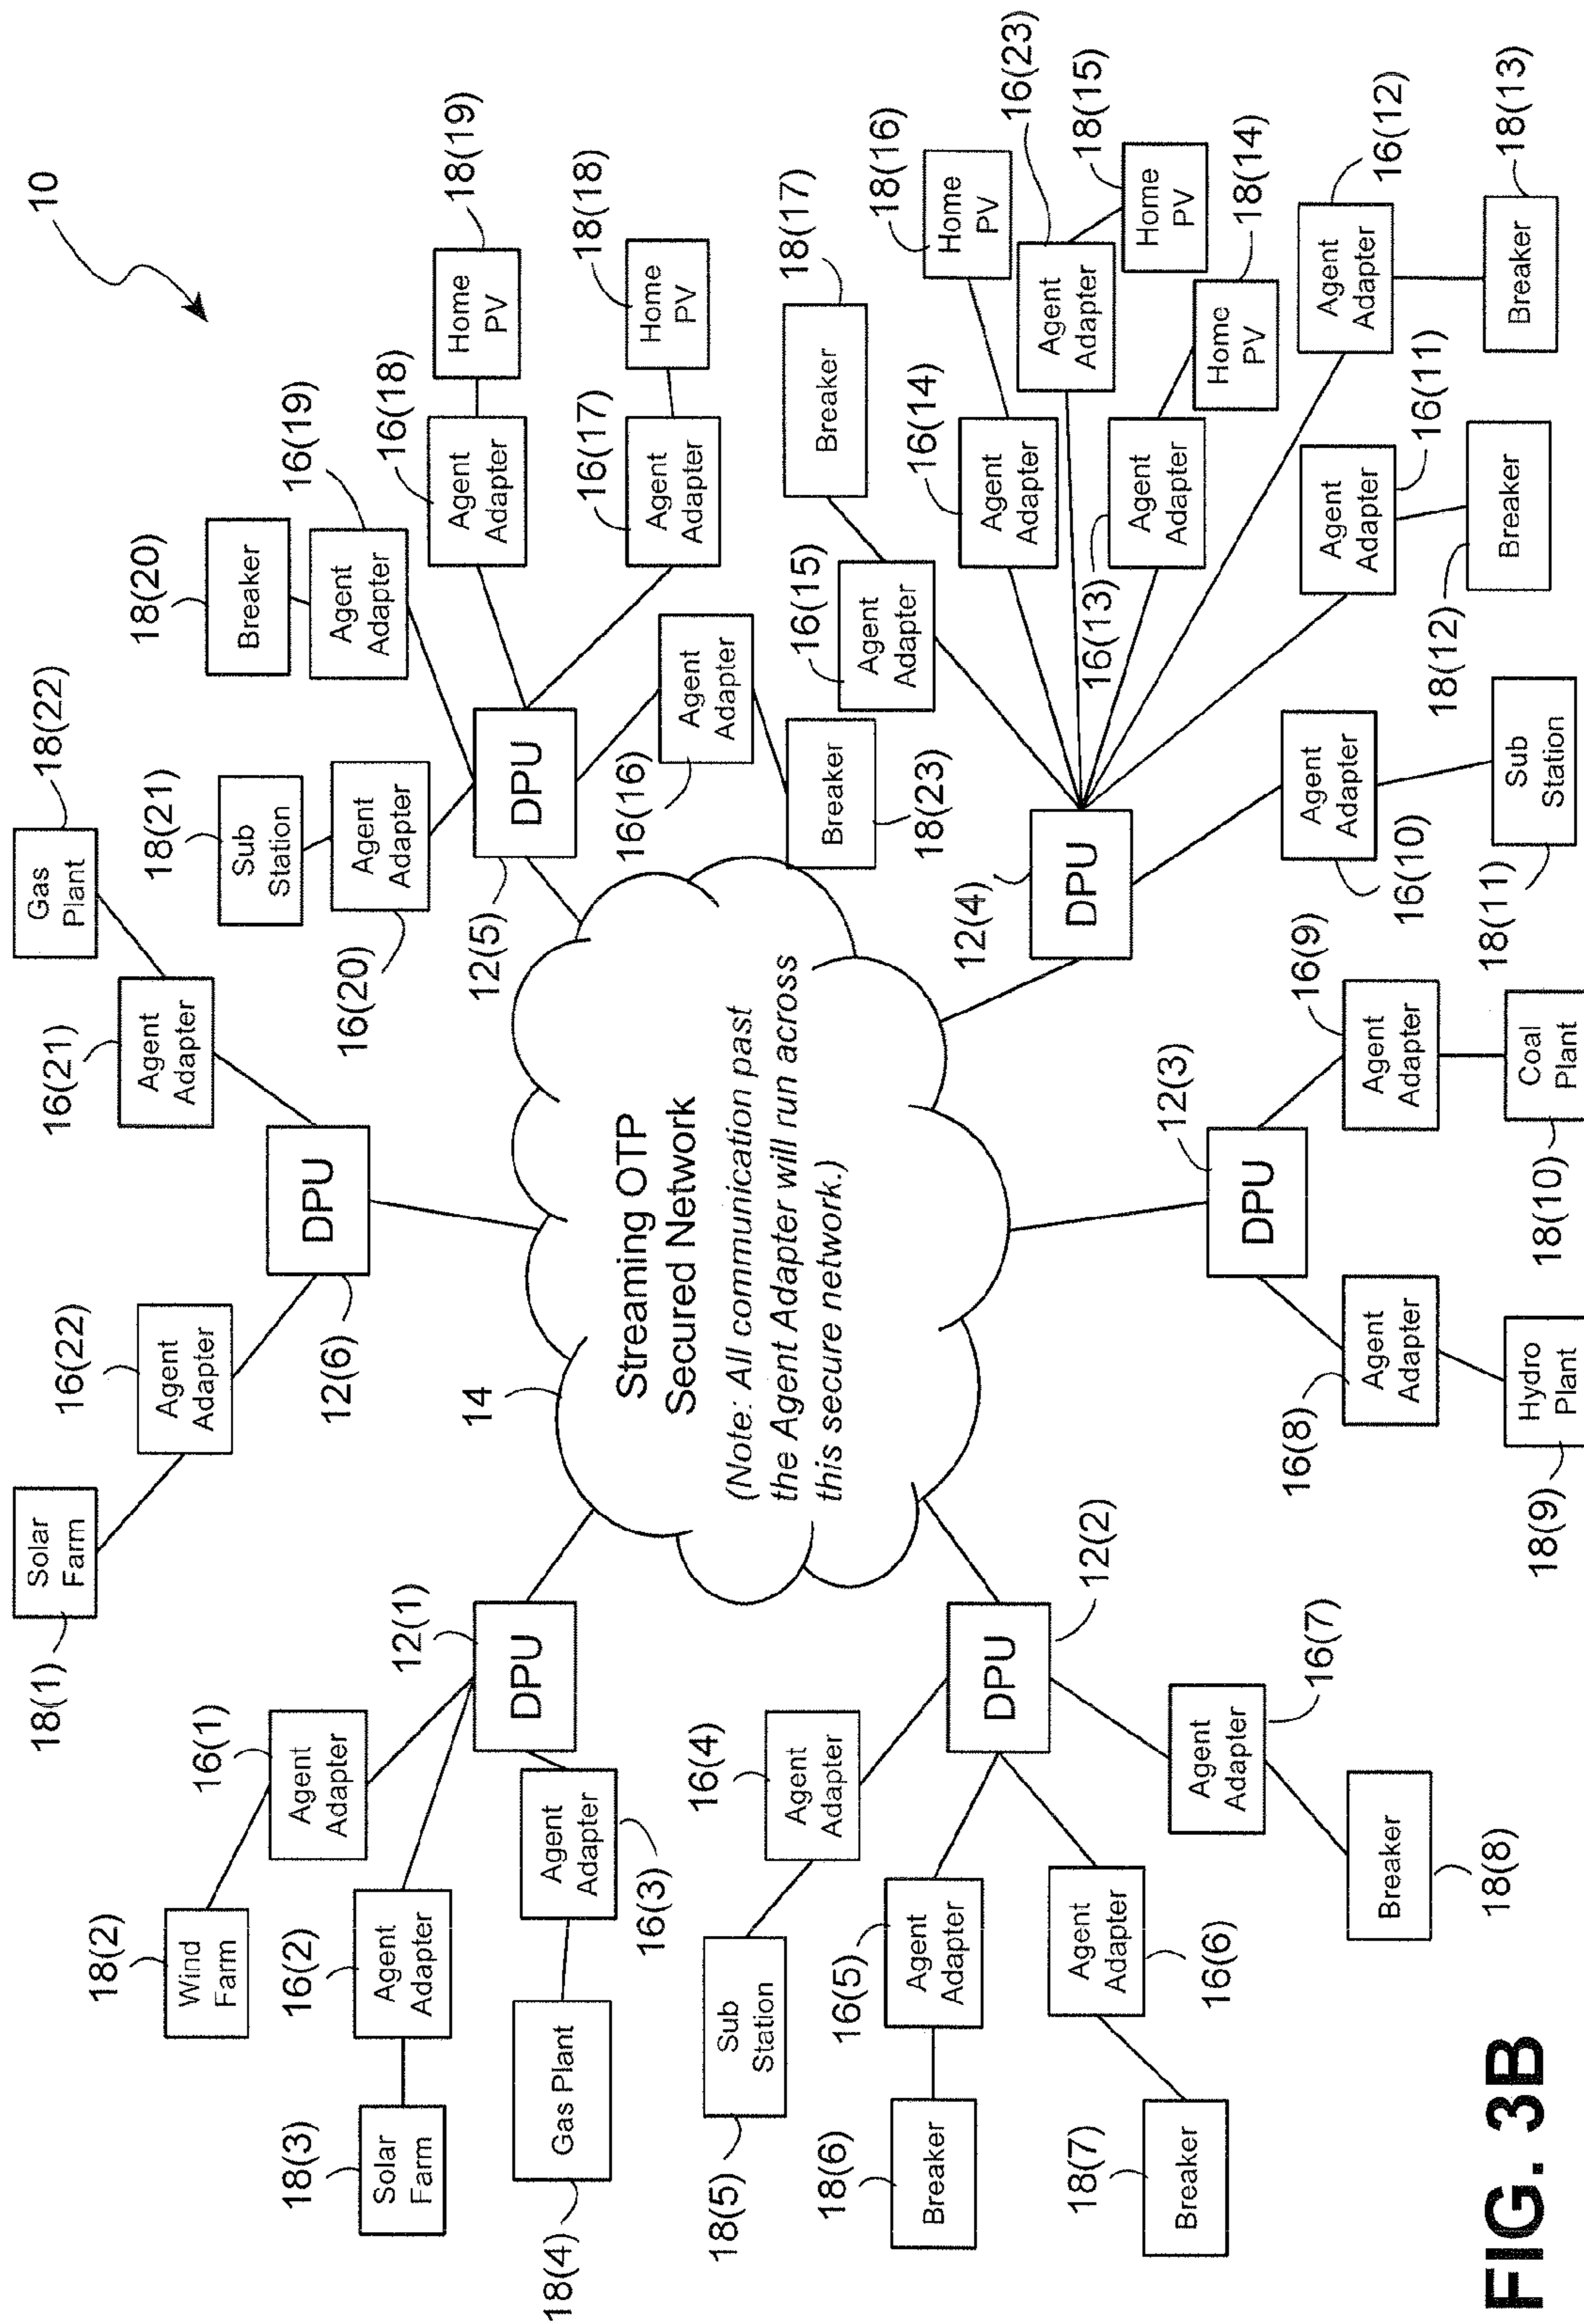 10
18(1)
Solar
Farm
16(22)
Agent
Adapter
12(6)
DPU
16(21)
Agent
Adapter
Gas
Plant
18(22)
18(2)
Wind
Farm
16(1)
Agent
Adapter
18(3)
Solar
Farm
16(2)
Agent
Adapter
18(4)
Gas Plant
Agent
Adapter
16(3)
12(1)
DPU
18(21)
Sub
Station
16(20)
Agent
Adapter
18(20)
Breaker
16(19)
Agent
Adapter
12(5)
DPU
16(18)
Agent
Adapter
Home
PV
18(19)
16(17)
Agent
Adapter
Home
PV
18(18)
16(16)
Agent
Adapter
Breaker
18(23)
14
Streaming OTP
Secured Network
(Note: All communication past
the Agent Adapter will run across
this secure network.)
18(5)
Sub
Station
16(4)
Agent
Adapter
18(6)
Breaker
16(5)
Agent
Adapter
DPU
12(2)
18(7)
Breaker
Agent
Adapter
16(6)
Agent
Adapter
16(7)
Breaker
18(8)
12(3)
DPU
16(8)
Agent
Adapter
18(9)
Hydro
Plant
16(9)
Agent
Adapter
18(10)
Coal
Plant
12(4)
DPU
16(15)
Agent
Adapter
Breaker
18(17)
16(14)
Agent
Adapter
18(16)
Home
PV
Agent
Adapter
16(23)
Home
PV
18(15)
16(13)
Agent
Adapter
Home
PV
18(14)
Agent
Adapter
16(12)
Breaker
18(13)
Agent
Adapter
16(11)
18(12)
Breaker
Agent
Adapter
16(10)
18(11)
Sub
Station
FIG. 3B